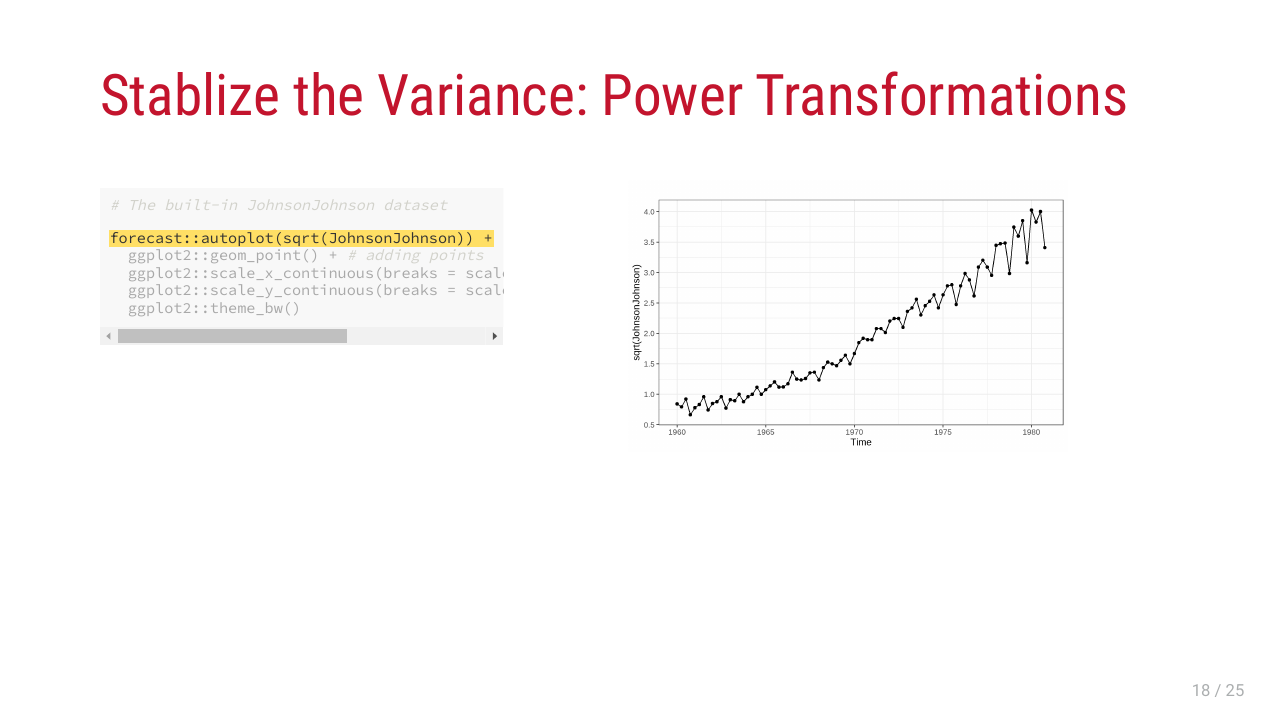 Stablize the Variance: Power Transformations
# The built-in JohnsonJohnson dataset
forecast::autoplot(sqrt(JohnsonJohnson)) +
  ggplot2::geom_point() + # adding points
  ggplot2::scale_x_continuous(breaks = scale
  ggplot2::scale_y_continuous(breaks = scale
  ggplot2::theme_bw()
sqrt(JohnsonJohnson)
4.0
3.5
3.0
2.5
2.0
1.5
1.0
0.5
1960 1965 1970 1975 1980
Time
18 / 25